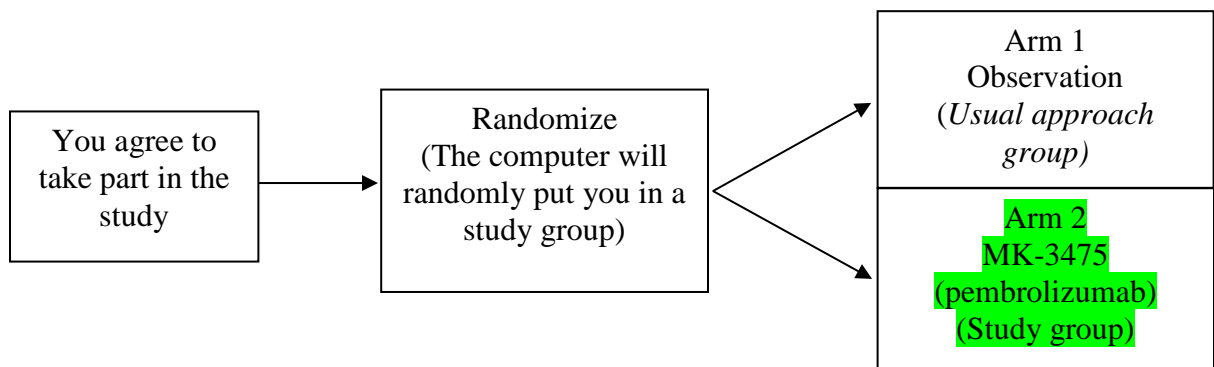 You agree to
take part in the
study
Randomize
(The computer will
randomly put you in a
study group)
Arm 1
Observation
(Usual approach
group)
Arm 2
MK-3475
(pembrolizumab)
(Study group)